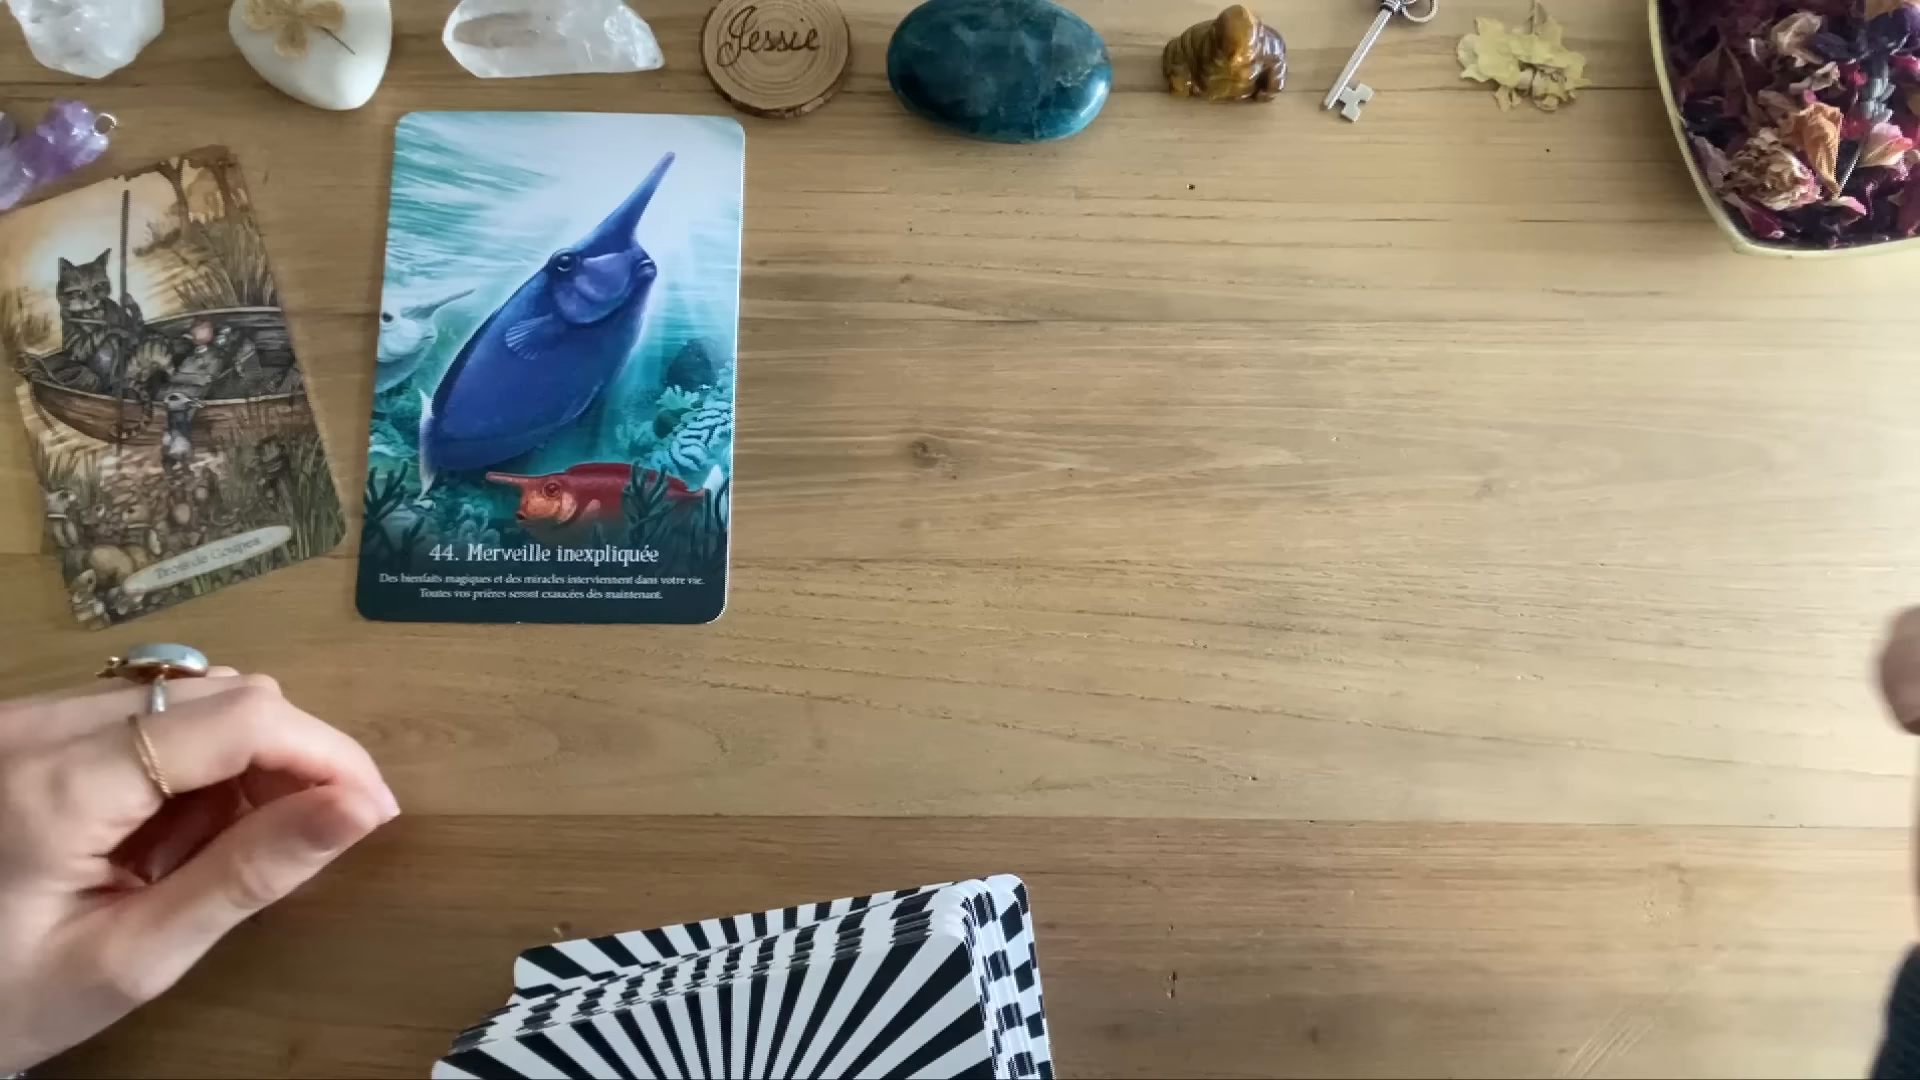 Jessie
Trois de Coupes
44. Merveille inexpliquée
Des bienfaits magiques et des miracles interviennent dans votre vie.
Toutes vos prières seront exaucées dès maintenant.